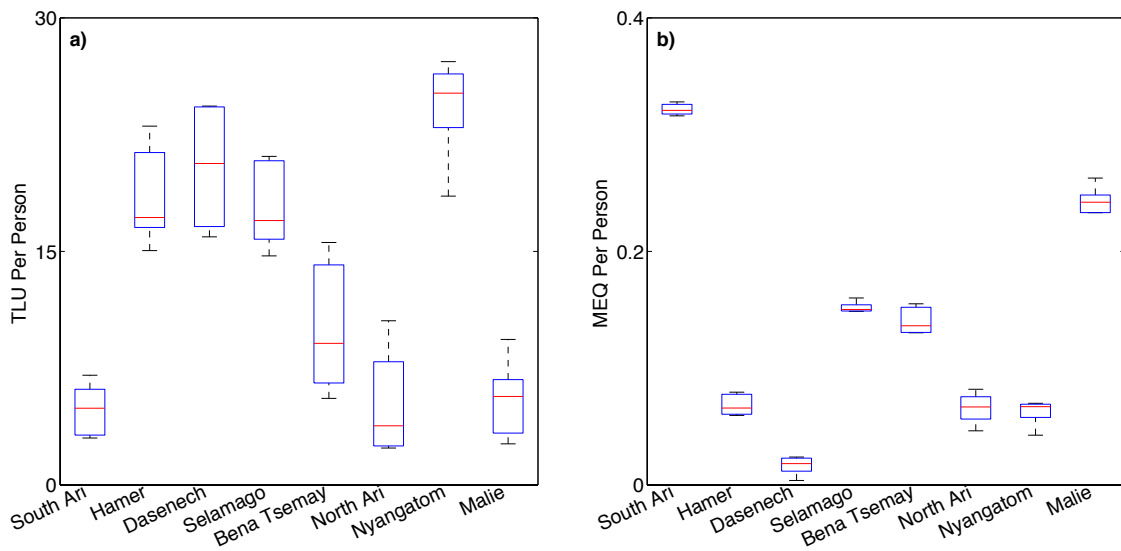 a)
30
15
0
TLU Per Person
South Ari
Hamer
Dasenech
Selamago
Bena Tsemay
North Ari
Nyangatom
Malie
b)
0.4
0.2
0
MEQ Per Person
South Ari
Hamer
Dasenech
Selamago
Bena Tsemay
North Ari
Nyangatom
Malie